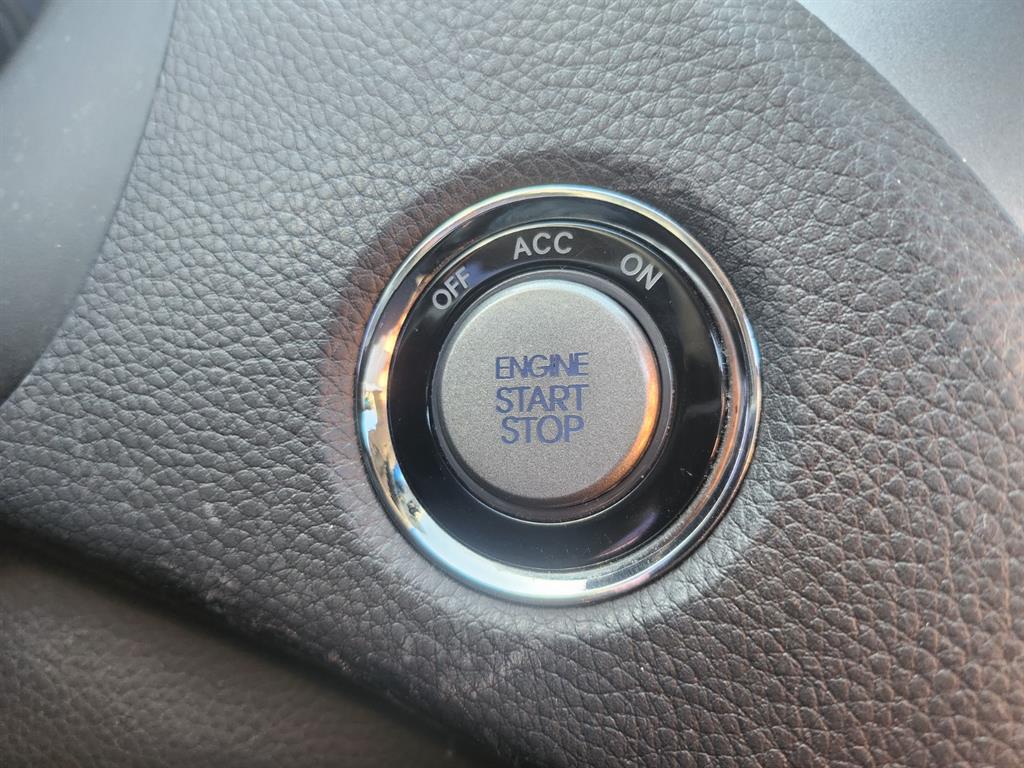 OFF ACC ON
ENGINE
START
STOP